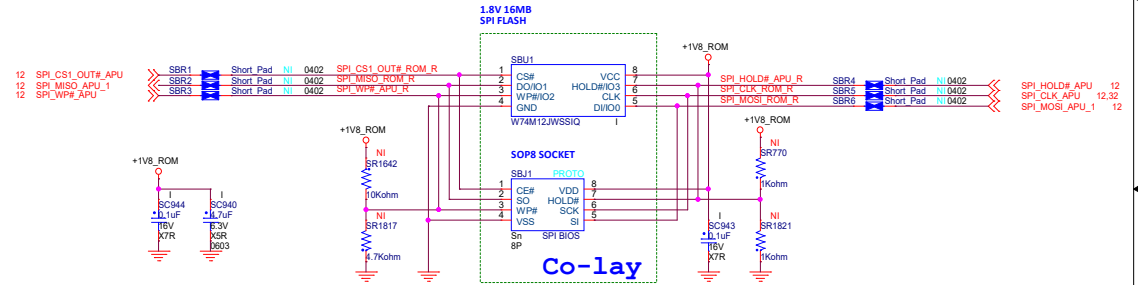 1.8V 16MB
SPI FLASH
+1V8_ROM
SBU1
12 SPI_CS1_OUT#_APU SBR1 Short_Pad NI 0402 SPI_CS1_OUT#_ROM_R 1 CS# VCC 8
12 SPI_MISO_APU_1 SBR2 Short_Pad NI 0402 SPI_MISO_ROM_R 2 DO/IO1 HOLD#/IO3 7 SPI_HOLD#_APU_R SBR4 Short_Pad NI 0402 SPI_HOLD#_APU 12
12 SPI_WP#_APU SBR3 Short_Pad NI 0402 SPI_WP#_APU_R 3 WP#/IO2 CLK 6 SPI_CLK_ROM_R SBR5 Short_Pad NI 0402 SPI_CLK_APU 12,32
4 GND DI/IO0 5 SPI_MOSI_ROM_R SBR6 Short_Pad NI 0402 SPI_MOSI_APU_1 12
W74M12JWSSIQ I
+1V8_ROM
+1V8_ROM
NI
SR1642
10Kohm
SOP8 SOCKET
NI
SR770
1Kohm
+1V8_ROM
SBJ1 PROTO
1 CE# VDD 8
2 SO HOLD# 7
3 WP# SCK 6
4 VSS SI 5
Sn SPI BIOS
8P
I
SC944
0.1uF
16V
X7R
I
SC940
4.7uF
6.3V
X5R
0603
NI
SR1817
4.7Kohm
I
SC943
0.1uF
16V
X7R
NI
SR1821
1Kohm
Co-lay